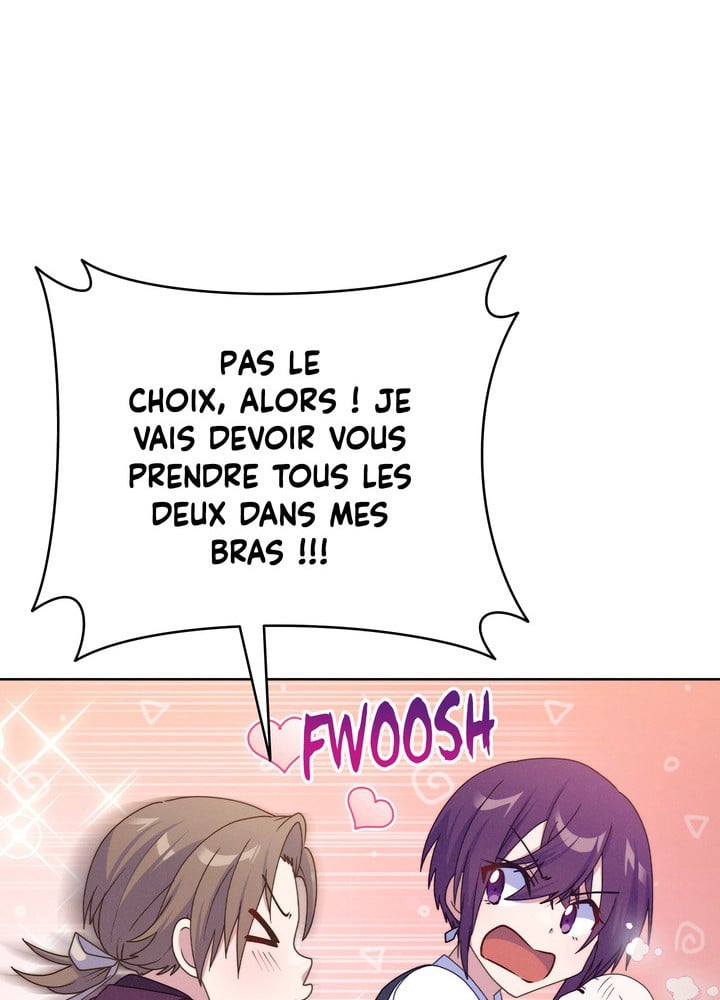 PAS LE
CHOIX, ALORS ! JE
VAIS DEVOIR VOUS
PRENDRE TOUS LES
DEUX DANS MES
BRAS !!!
FWOOSH